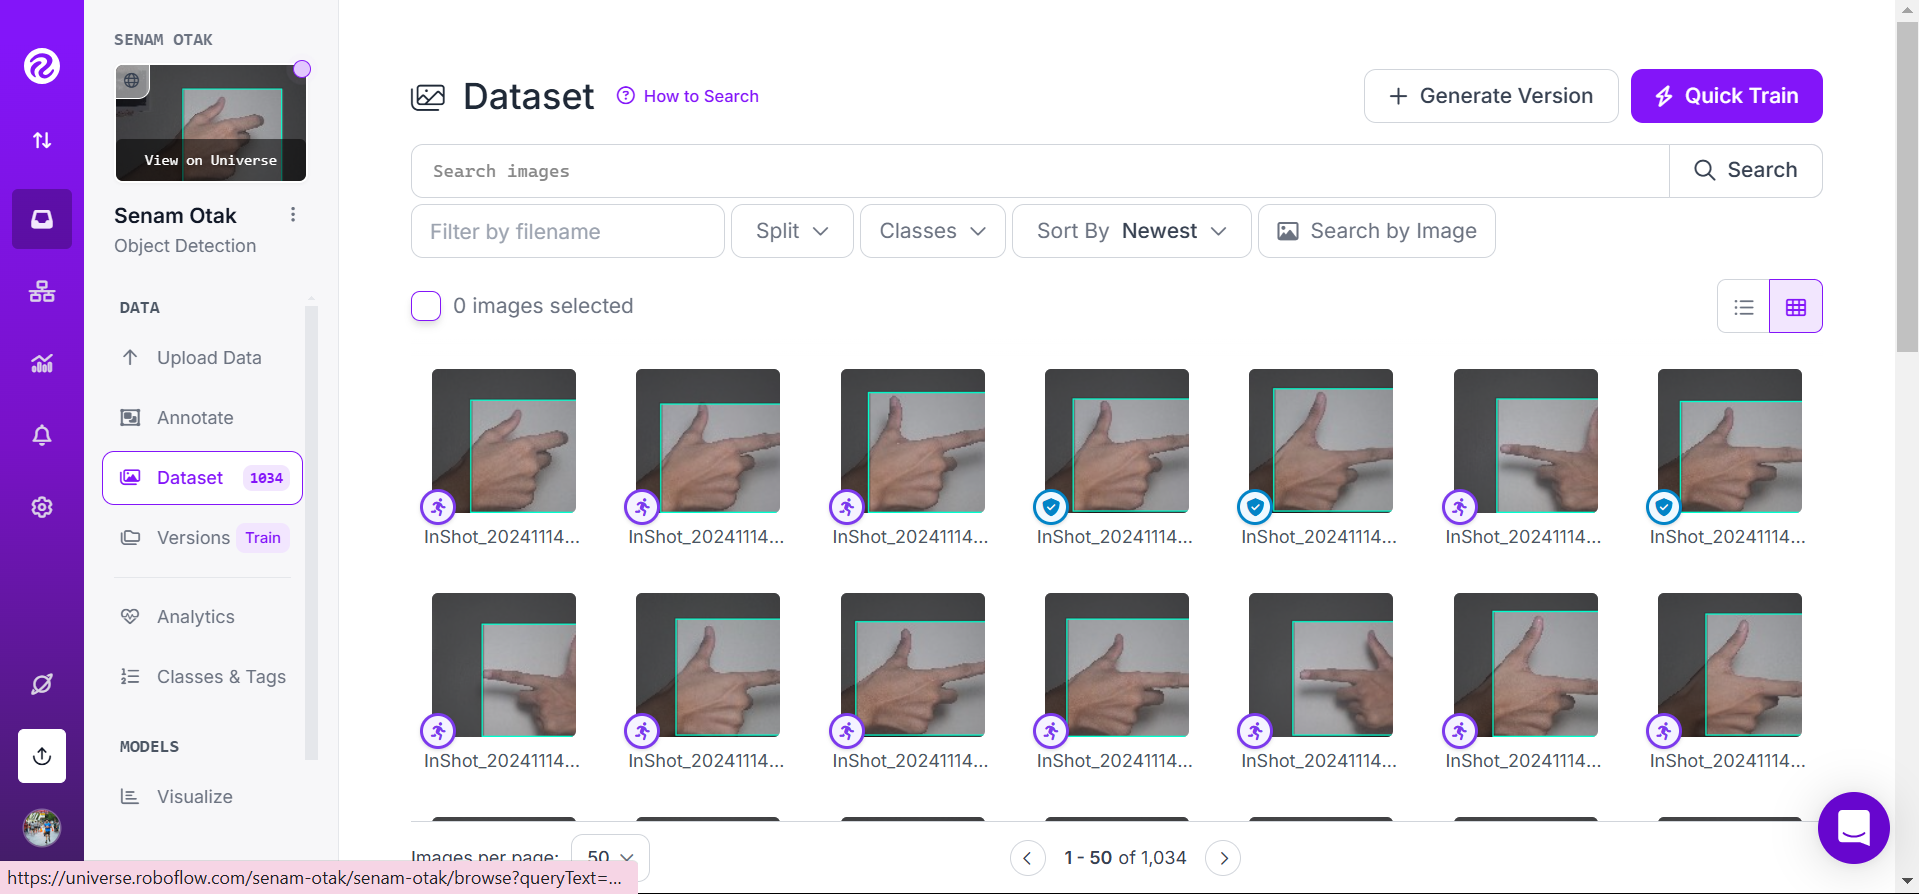 SENAM OTAK
View on Universe
Senam Otak
Object Detection
DATA
Upload Data
Annotate
Dataset 1034
Versions Train
Analytics
Classes & Tags
MODELS
Visualize
Dataset How to Search
Generate Version Quick Train
Search images Search
Filter by filename Split Classes Sort By Newest Search by Image
0 images selected
InShot_20241114... InShot_20241114... InShot_20241114... InShot_20241114... InShot_20241114... InShot_20241114... InShot_20241114...
InShot_20241114... InShot_20241114... InShot_20241114... InShot_20241114... InShot_20241114... InShot_20241114... InShot_20241114...
Images per page: 50 1 - 50 of 1,034
https://universe.roboflow.com/senam-otak/senam-otak/browse?queryText=...